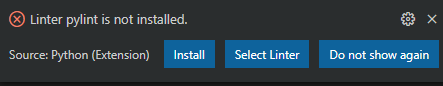 Linter pylint is not installed.
Source: Python (Extension) Install Select Linter Do not show again